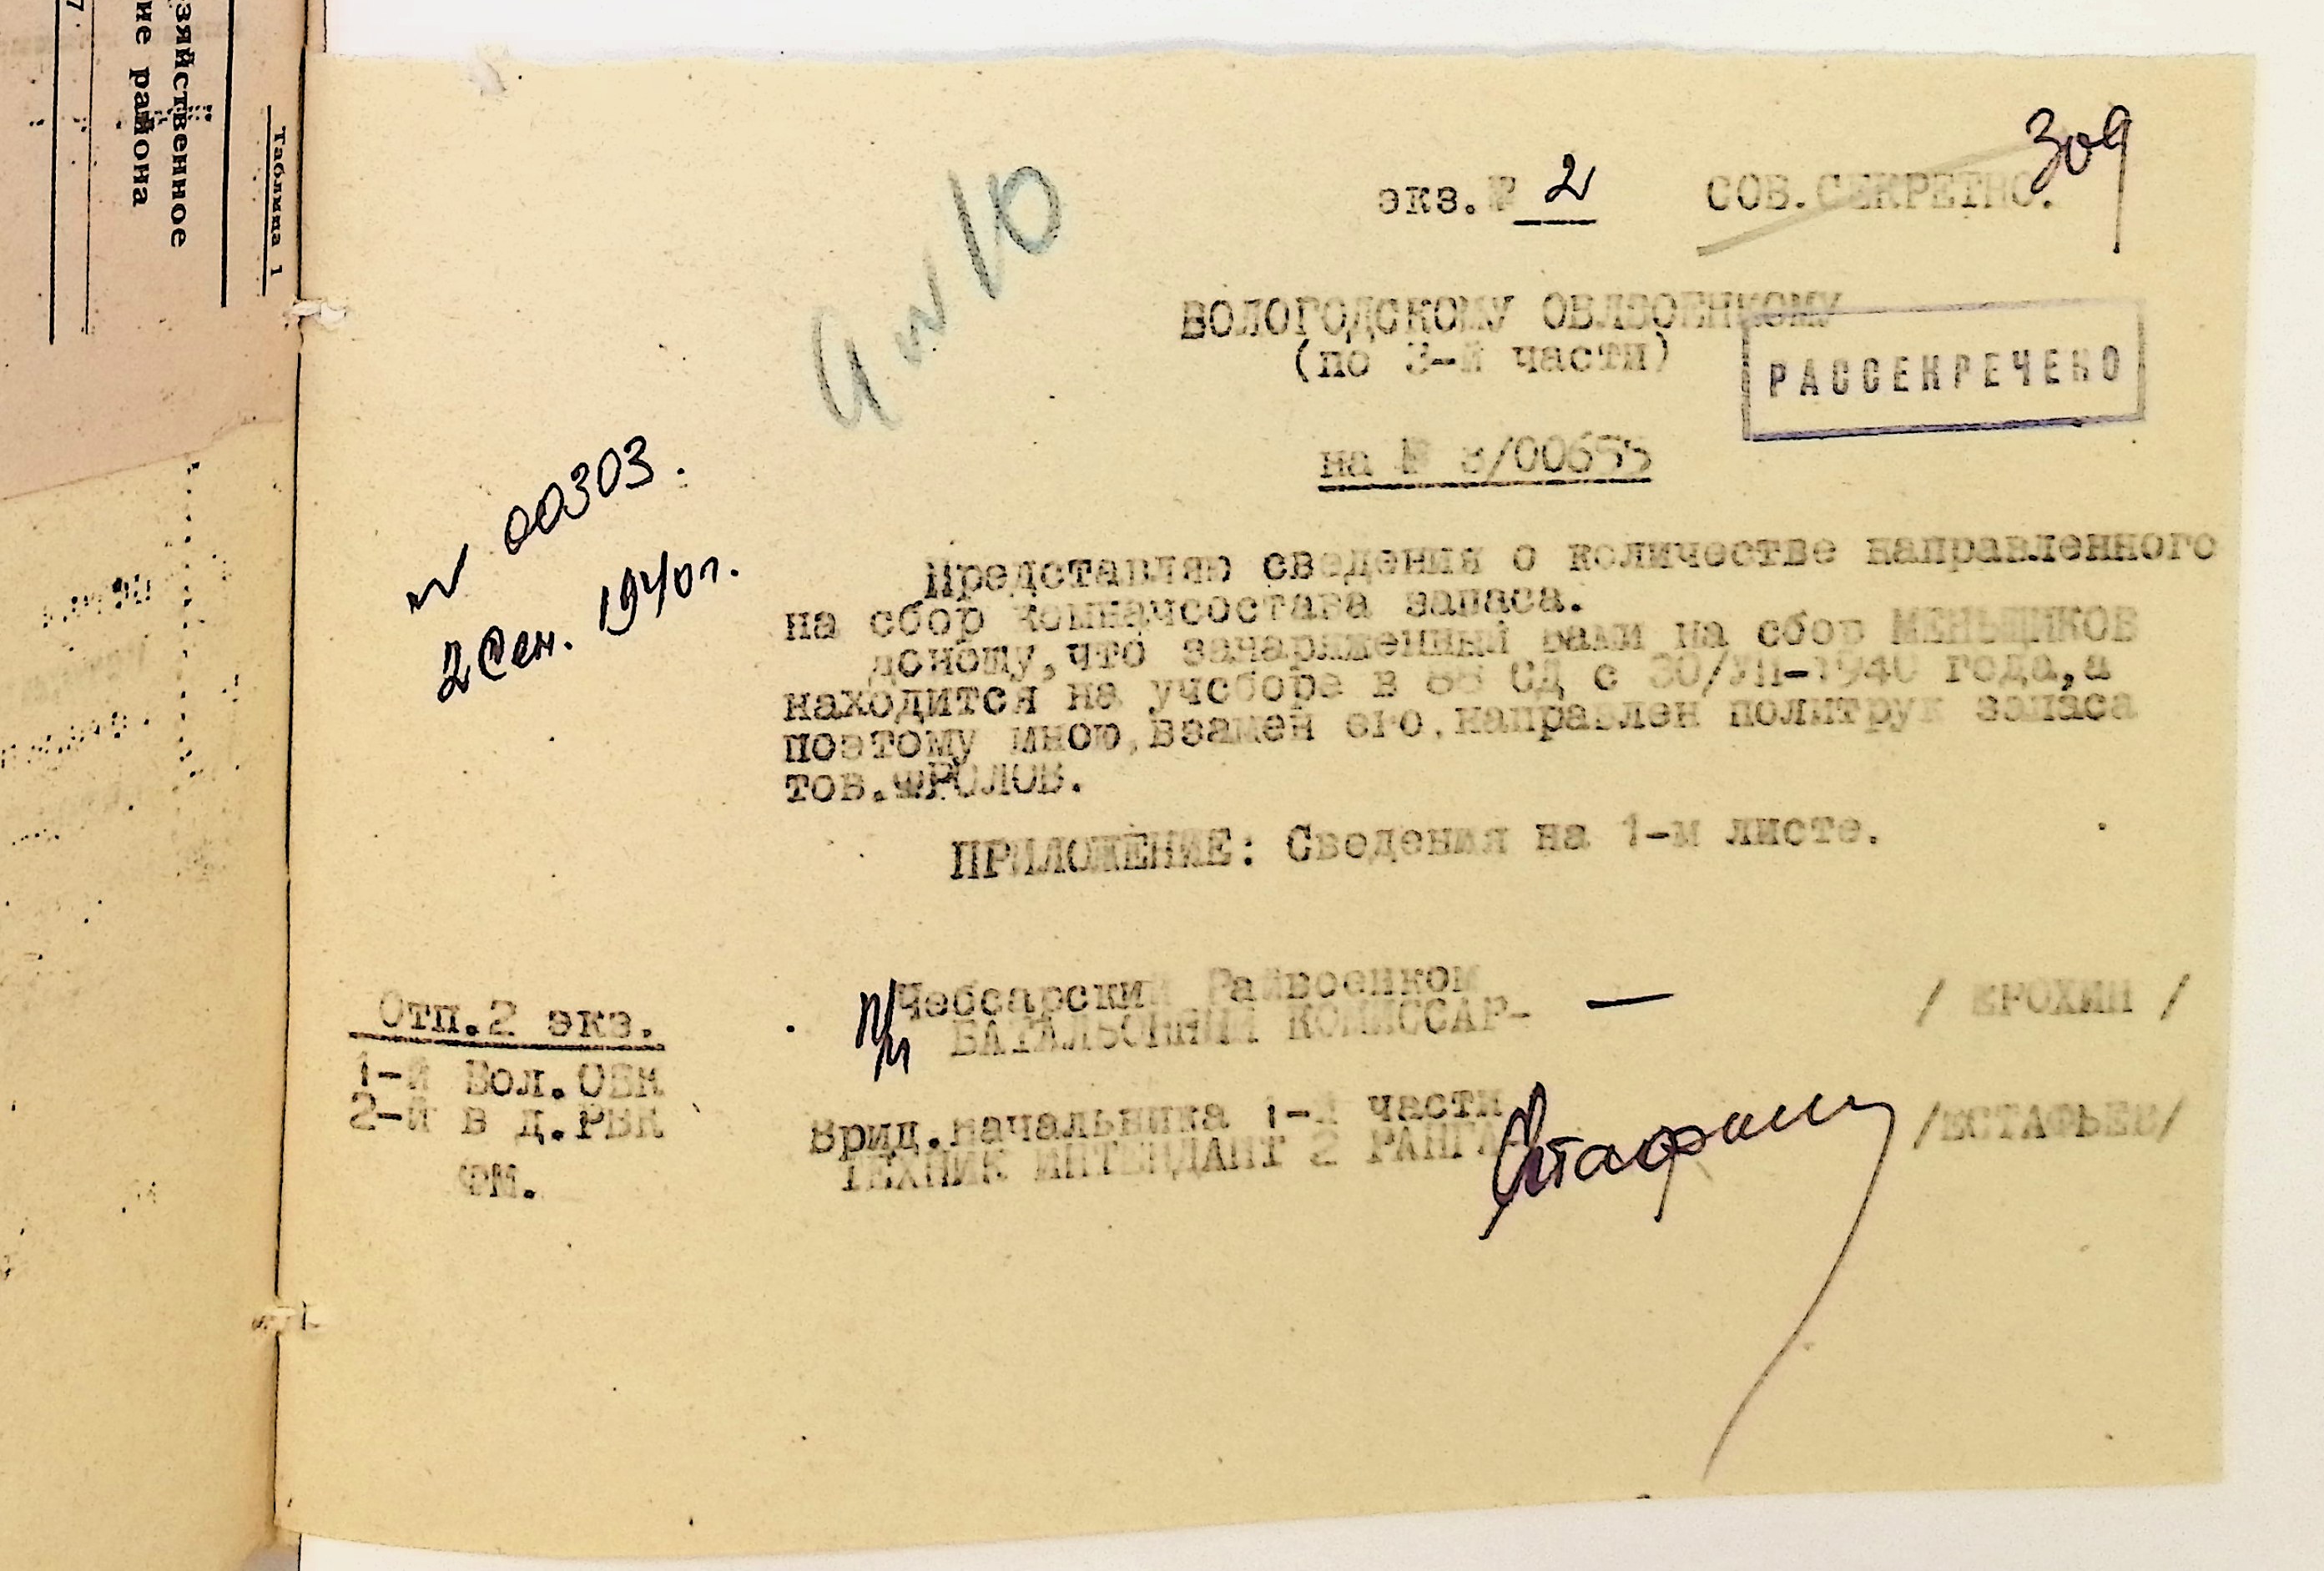 зяйственное
ие района
Таблица 1
309
экз.№ 2 СОВ.СЕКРЕТНО.
ВОЛОГОДСКОМУ ОБЛВОЕНКОМУ
(по 3-й части)
РАССЕКРЕЧЕНО
на № 3/00655
№ 00303.
2 Сен. 1940 г.
Представляю сведения о количестве направленного
на сбор комначсостава запаса.
доношу,что занаряженный Вами на сбор МЕНЬЩИКОВ
находится на учсборе в СД с 1940 года,а
поэтому мною,взамен его,направлен политрук запаса
тов.ФРОЛОВ.
ПРИЛОЖЕНИЕ: Сведения на 1-м листе.
п/п Чебсарский Райвоенком
БАТАЛЬОННЫЙ КОМИССАР- — / ЕРОХИН /
Врид.начальника 1-й части
ТЕХНИК ИНТЕНДАНТ 2 РАНГА- /ЕСТАФЬЕВ/
Отп.2 экз.
1-й Вол.ОВК
2-й в д.РВК
ФМ.